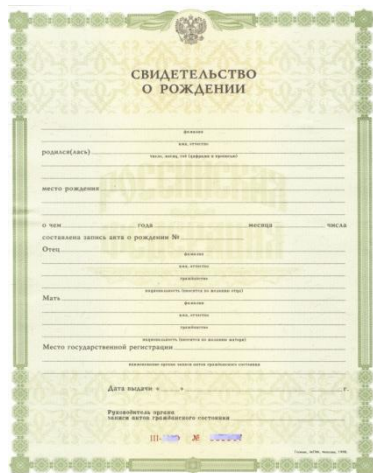 СВИДЕТЕЛЬСТВО
О РОЖДЕНИИ
фамилия
имя, отчество
родился(лась)
число, месяц, год (цифрами и прописью)
место рождения
РОССИЙСКАЯ
ФЕДЕРАЦИЯ
о чем года месяца числа
составлена запись акта о рождении №
Отец
фамилия
имя, отчество
гражданство
национальность (вносится по желанию отца)
Мать
фамилия
имя, отчество
гражданство
национальность (вносится по желанию матери)
Место государственной регистрации
наименование органа записи актов гражданского состояния
Дата выдачи « » г.
Руководитель органа
записи актов гражданского состояния
III- №